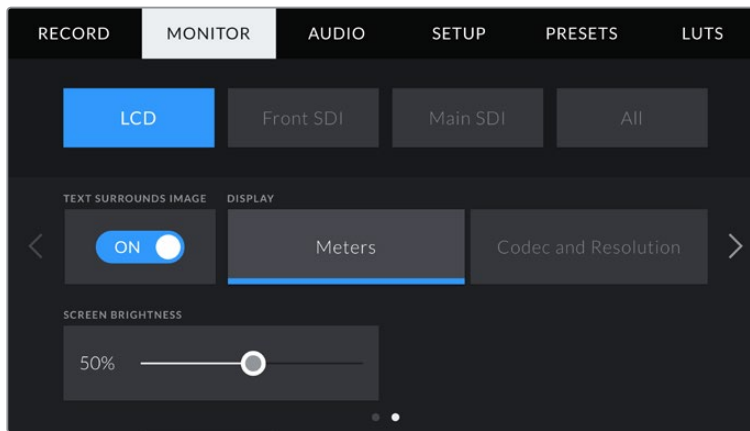 RECORD MONITOR AUDIO SETUP PRESETS LUTS
LCD Front SDI Main SDI All
TEXT SURROUNDS IMAGE DISPLAY
ON Meters Codec and Resolution
SCREEN BRIGHTNESS
50%